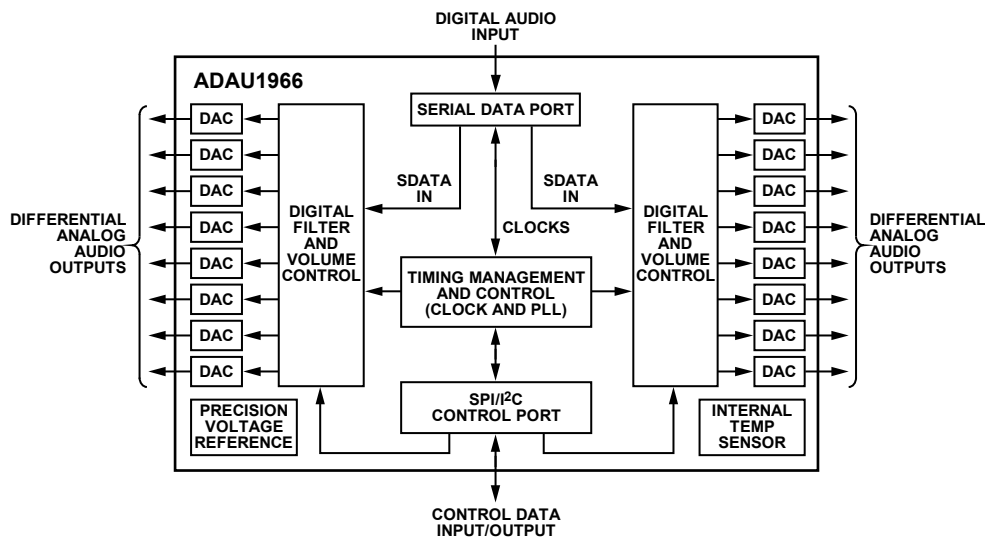 DIGITAL AUDIO
INPUT
ADAU1966
SERIAL DATA PORT
DAC
DAC
DAC
DAC
DAC
DAC
DAC
DAC
DIFFERENTIAL
ANALOG
AUDIO
OUTPUTS
DIGITAL
FILTER
AND
VOLUME
CONTROL
SDATA
IN
SDATA
IN
CLOCKS
TIMING MANAGEMENT
AND CONTROL
(CLOCK AND PLL)
DIGITAL
FILTER
AND
VOLUME
CONTROL
DAC
DAC
DAC
DAC
DAC
DAC
DAC
DAC
DIFFERENTIAL
ANALOG
AUDIO
OUTPUTS
PRECISION
VOLTAGE
REFERENCE
SPI/I²C
CONTROL PORT
INTERNAL
TEMP
SENSOR
CONTROL DATA
INPUT/OUTPUT